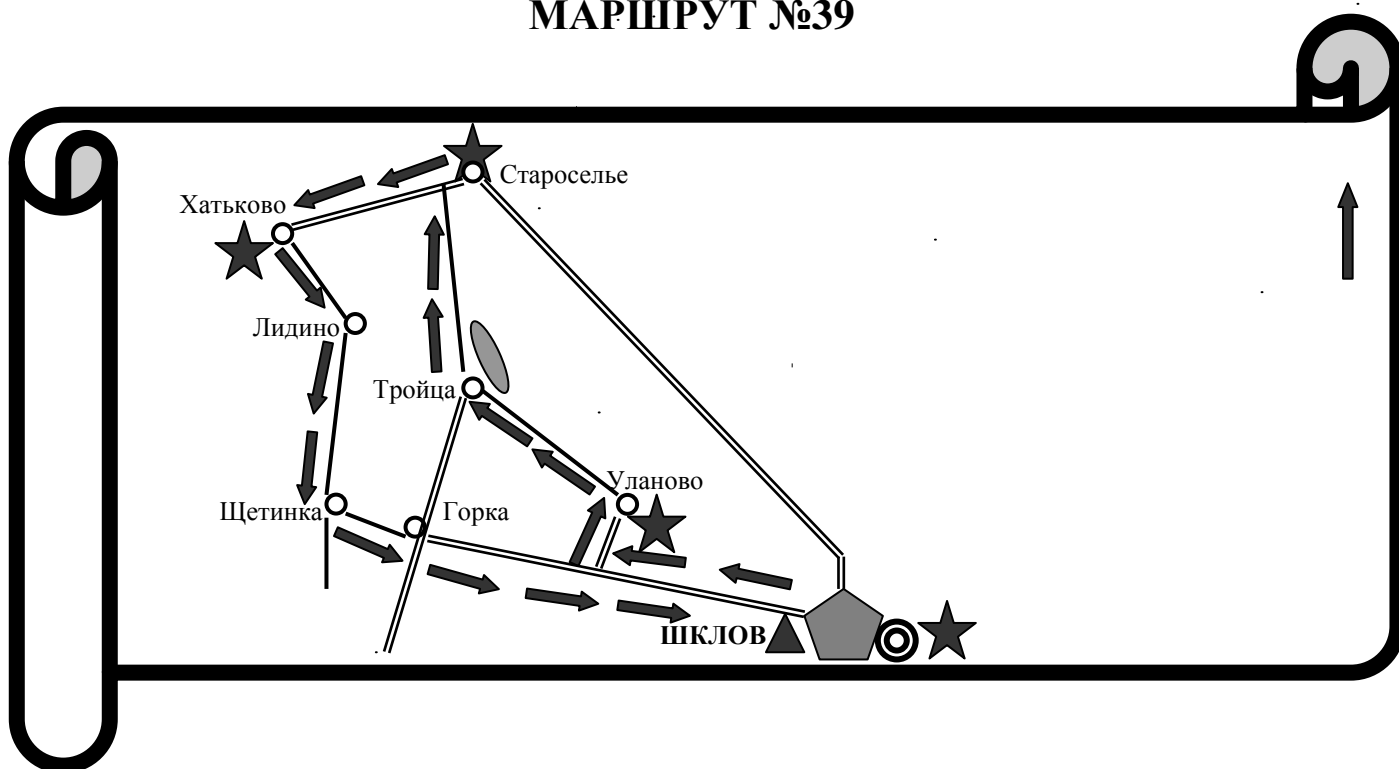 МАРШРУТ №39
Староселье
Хатьково
Лидино
Тройца
Уланово
Щетинка
Горка
ШКЛОВ